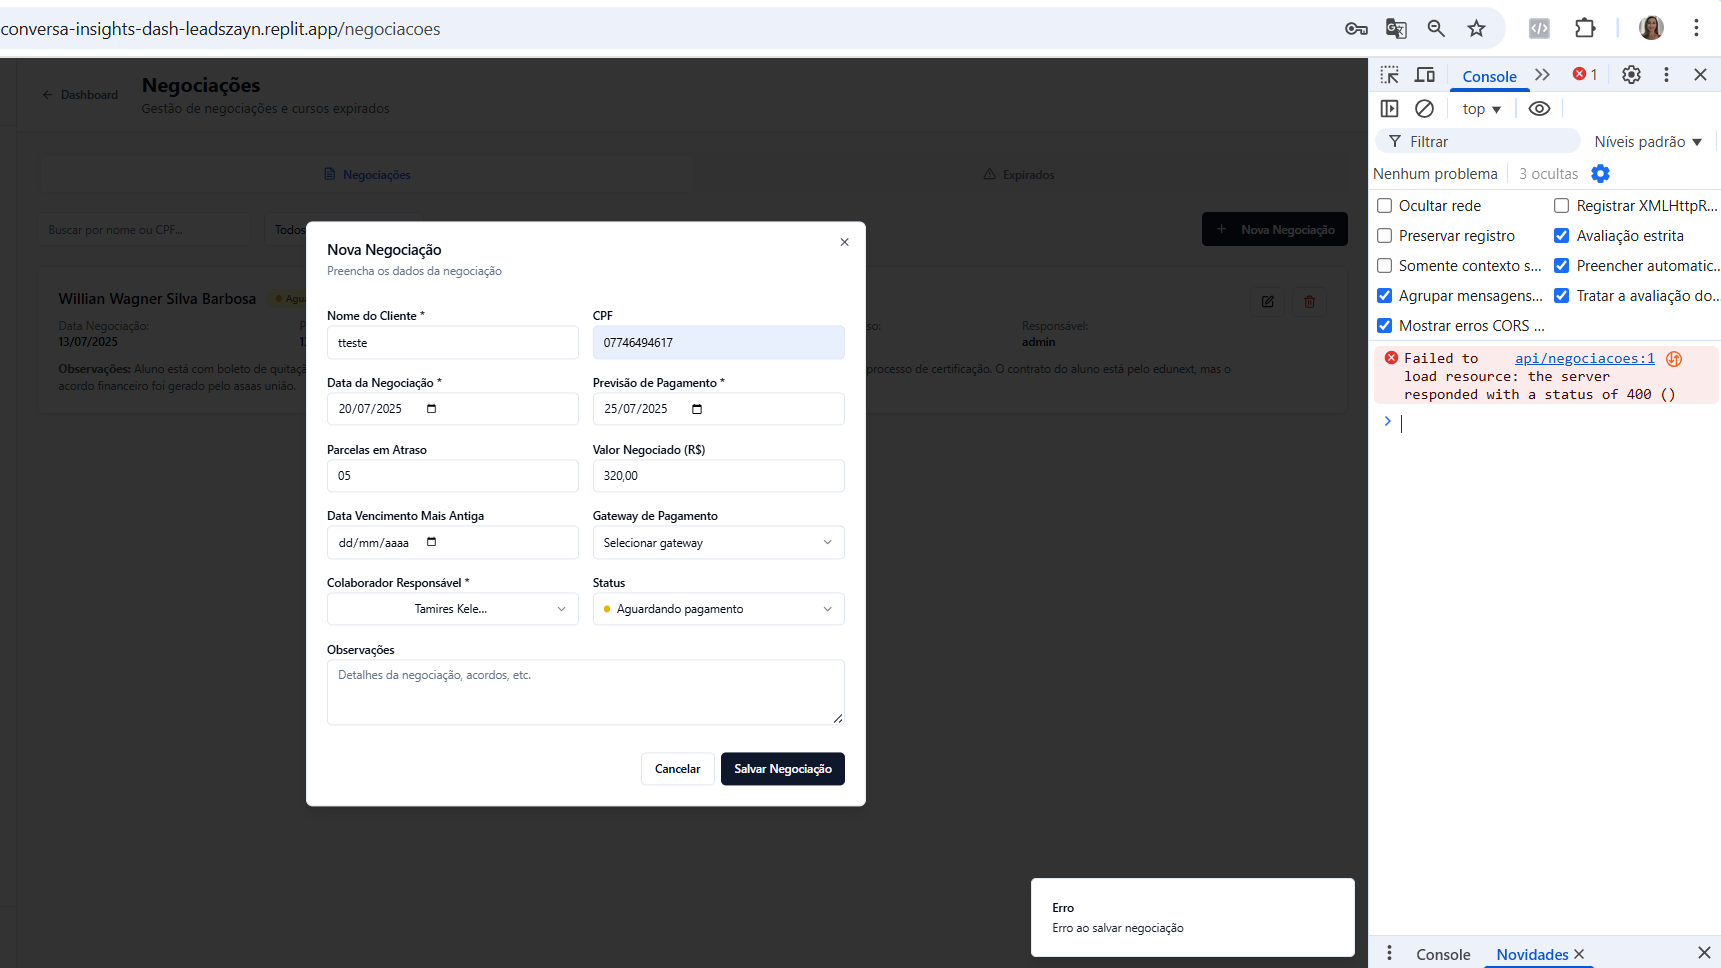 conversa-insights-dash-leadszayn.replit.app/negociacoes
Dashboard
Negociações
Gestão de negociações e cursos expirados
Negociações
Expirados
Buscar por nome ou CPF...
Todos
Nova Negociação
Willian Wagner Silva Barbosa
Agu
Data Negociação:
13/07/2025
Responsável:
admin
Observações: Aluno está com boleto de quitaçã
processo de certificação. O contrato do aluno está pelo edunext, mas o
acordo financeiro foi gerado pelo asaas união.
Nova Negociação
Preencha os dados da negociação
Nome do Cliente *
CPF
tteste
07746494617
Data da Negociação *
Previsão de Pagamento *
20/07/2025
25/07/2025
Parcelas em Atraso
Valor Negociado (R$)
05
320,00
Data Vencimento Mais Antiga
Gateway de Pagamento
dd/mm/aaaa
Selecionar gateway
Colaborador Responsável *
Status
Tamires Kele...
Aguardando pagamento
Observações
Detalhes da negociação, acordos, etc.
Cancelar
Salvar Negociação
Erro
Erro ao salvar negociação
Console
1
top
Filtrar
Níveis padrão
Nenhum problema
3 ocultas
Ocultar rede
Registrar XMLHttpR...
Preservar registro
Avaliação estrita
Somente contexto s...
Preencher automatic...
Agrupar mensagens...
Tratar a avaliação do...
Mostrar erros CORS ...
Failed to api/negociacoes:1
load resource: the server
responded with a status of 400 ()
Console
Novidades